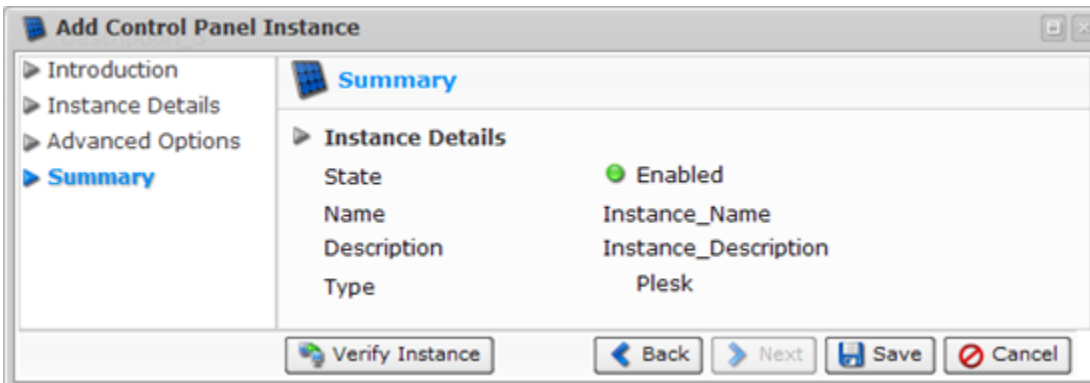 Add Control Panel Instance
Introduction
Instance Details
Advanced Options
Summary
Summary
Instance Details
State Enabled
Name Instance_Name
Description Instance_Description
Type Plesk
Verify Instance Back Next Save Cancel